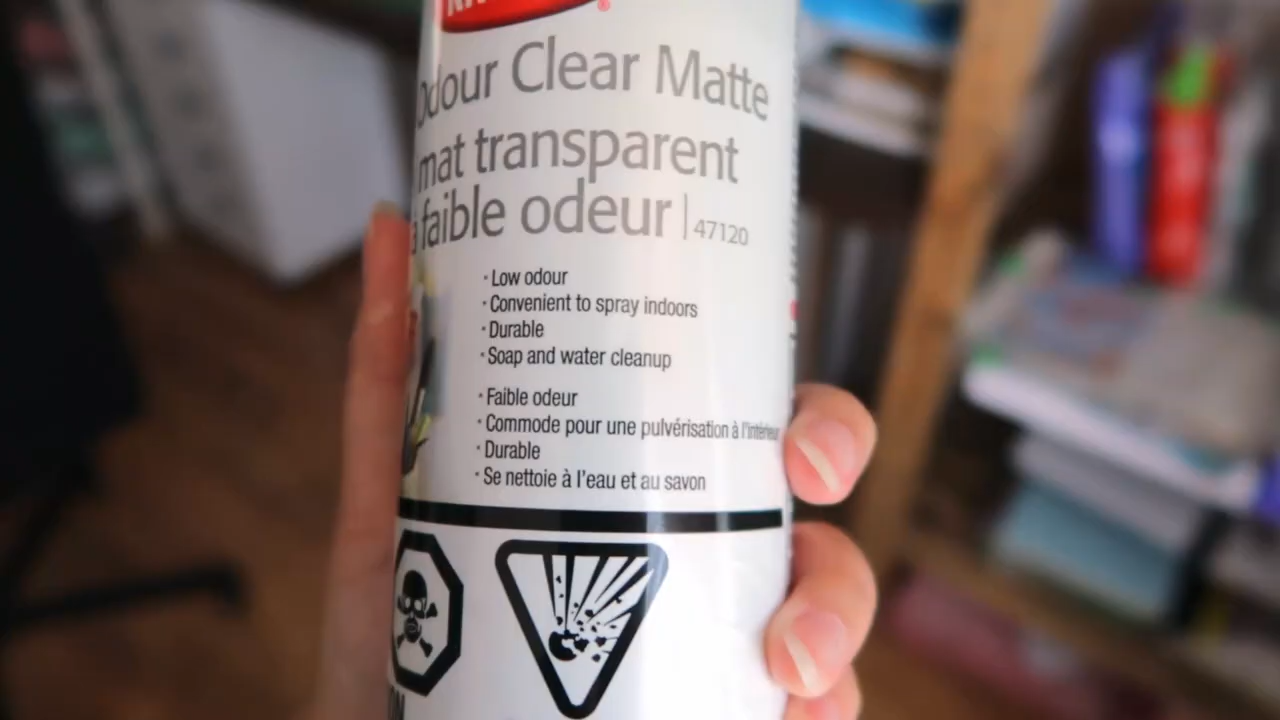 Odour Clear Matte
mat transparent
à faible odeur | 47120
· Low odour
· Convenient to spray indoors
· Durable
· Soap and water cleanup
· Faible odeur
· Commode pour une pulvérisation à l'intérieur
· Durable
· Se nettoie à l'eau et au savon